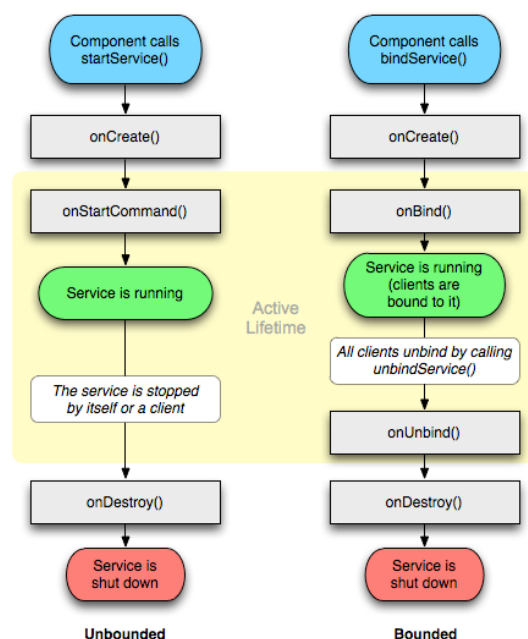 Component calls
startService()
onCreate()
onStartCommand()
Service is running
The service is stopped
by itself or a client
onDestroy()
Service is
shut down
Unbounded
Active
Lifetime
Component calls
bindService()
onCreate()
onBind()
Service is running
(clients are
bound to it)
All clients unbind by calling
unbindService()
onUnbind()
onDestroy()
Service is
shut down
Bounded